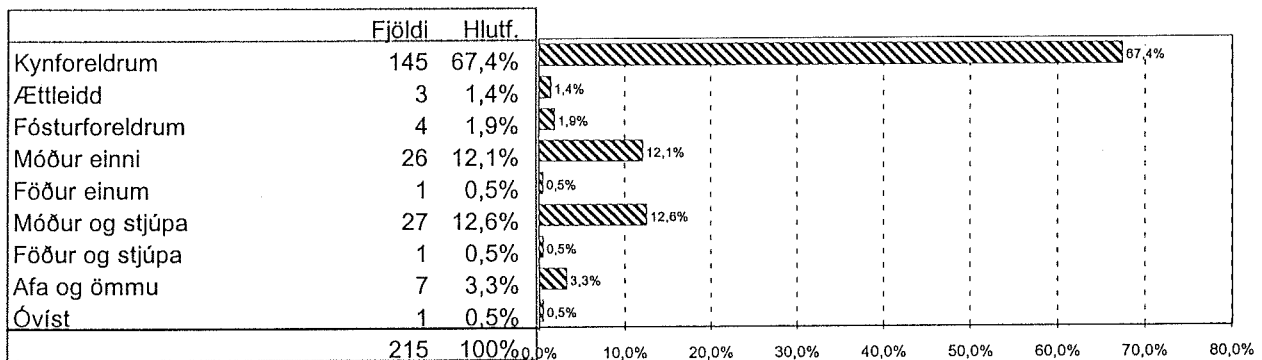 Fjöldi Hlutf.
Kynforeldrum 145 67,4% 67,4%
Ættleidd 3 1,4% 1,4%
Fósturforeldrum 4 1,9% 1,9%
Móður einni 26 12,1% 12,1%
Föður einum 1 0,5% 0,5%
Móður og stjúpa 27 12,6% 12,6%
Föður og stjúpa 1 0,5% 0,5%
Afa og ömmu 7 3,3% 3,3%
Óvíst 1 0,5% 0,5%
215 100% 0,0% 10,0% 20,0% 30,0% 40,0% 50,0% 60,0% 70,0% 80,0%